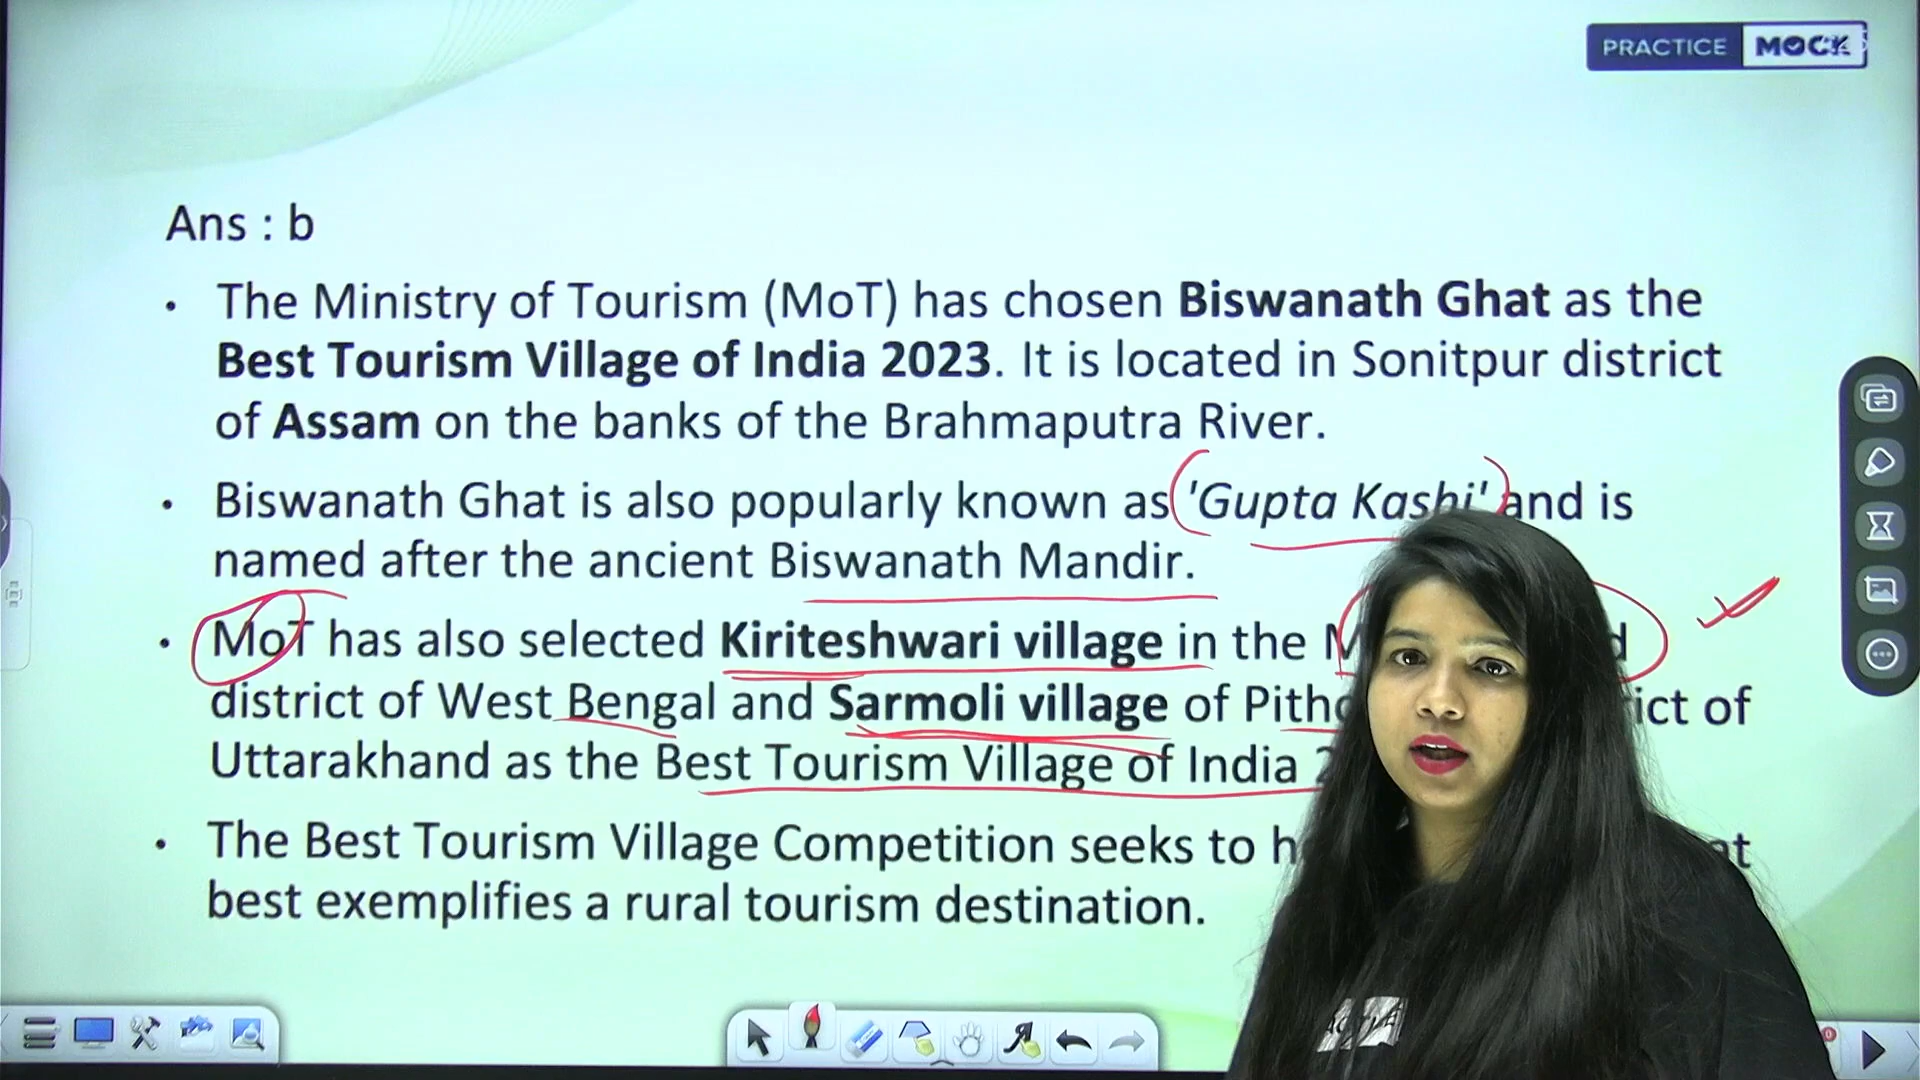 PRACTICE MOCK
Ans : b
• The Ministry of Tourism (MoT) has chosen Biswanath Ghat as the
Best Tourism Village of India 2023. It is located in Sonitpur district
of Assam on the banks of the Brahmaputra River.
• Biswanath Ghat is also popularly known as 'Gupta Kashi' and is
named after the ancient Biswanath Mandir.
• MoT has also selected Kiriteshwari village in the
district of West Bengal and Sarmoli village of of
Uttarakhand as the Best Tourism Village of India
• The Best Tourism Village Competition seeks to
best exemplifies a rural tourism destination.